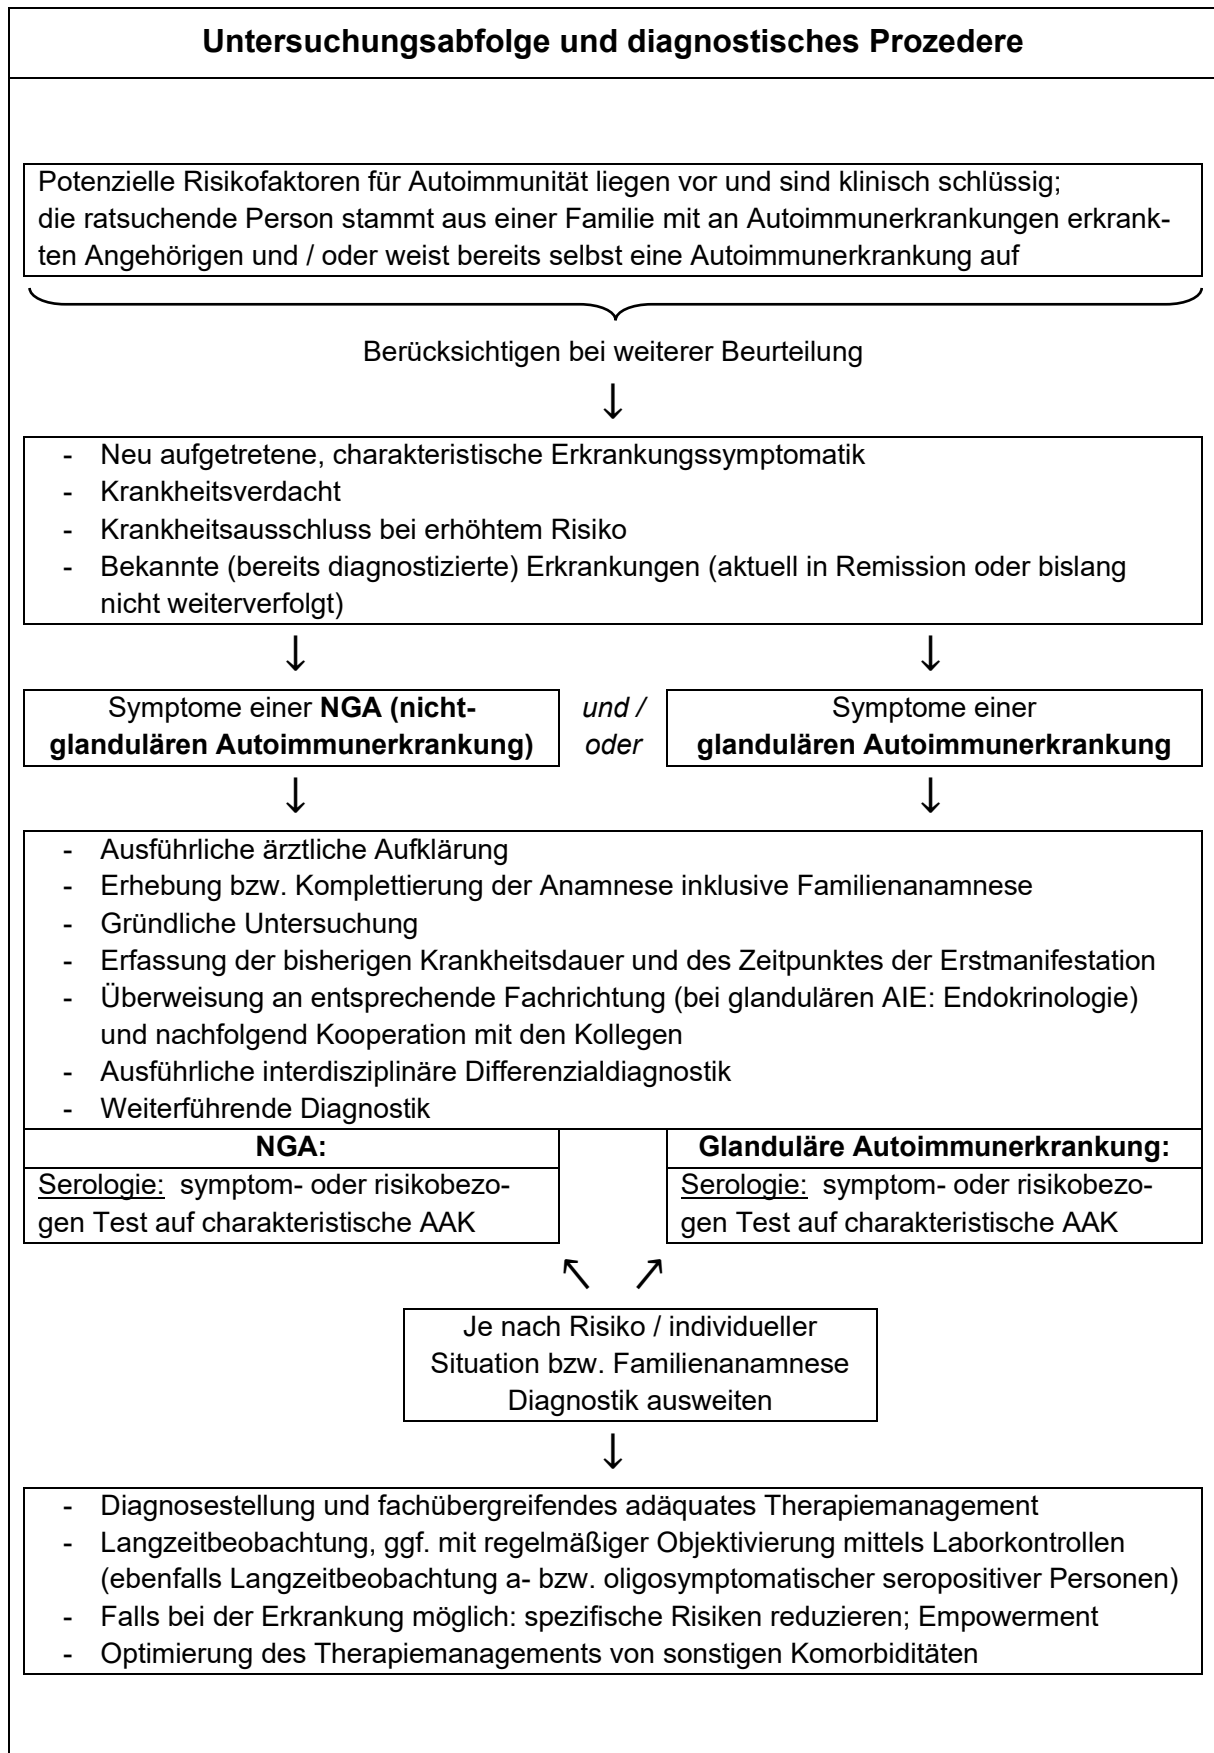 Untersuchungsabfolge und diagnostisches Prozedere
Potenzielle Risikofaktoren für Autoimmunität liegen vor und sind klinisch schlüssig;
die ratsuchende Person stammt aus einer Familie mit an Autoimmunerkrankungen erkrank-
ten Angehörigen und / oder weist bereits selbst eine Autoimmunerkrankung auf
Berücksichtigen bei weiterer Beurteilung
↓
- Neu aufgetretene, charakteristische Erkrankungssymptomatik
- Krankheitsverdacht
- Krankheitsausschluss bei erhöhtem Risiko
- Bekannte (bereits diagnostizierte) Erkrankungen (aktuell in Remission oder bislang
nicht weiterverfolgt)
↓ ↓
Symptome einer NGA (nicht-
glandulären Autoimmunerkrankung)
und /
oder
Symptome einer
glandulären Autoimmunerkrankung
↓ ↓
- Ausführliche ärztliche Aufklärung
- Erhebung bzw. Komplettierung der Anamnese inklusive Familienanamnese
- Gründliche Untersuchung
- Erfassung der bisherigen Krankheitsdauer und des Zeitpunktes der Erstmanifestation
- Überweisung an entsprechende Fachrichtung (bei glandulären AIE: Endokrinologie)
und nachfolgend Kooperation mit den Kollegen
- Ausführliche interdisziplinäre Differenzialdiagnostik
- Weiterführende Diagnostik
NGA:
Serologie: symptom- oder risikobezo-
gen Test auf charakteristische AAK
Glanduläre Autoimmunerkrankung:
Serologie: symptom- oder risikobezo-
gen Test auf charakteristische AAK
↖ ↗
Je nach Risiko / individueller
Situation bzw. Familienanamnese
Diagnostik ausweiten
↓
- Diagnosestellung und fachübergreifendes adäquates Therapiemanagement
- Langzeitbeobachtung, ggf. mit regelmäßiger Objektivierung mittels Laborkontrollen
(ebenfalls Langzeitbeobachtung a- bzw. oligosymptomatischer seropositiver Personen)
- Falls bei der Erkrankung möglich: spezifische Risiken reduzieren; Empowerment
- Optimierung des Therapiemanagements von sonstigen Komorbiditäten